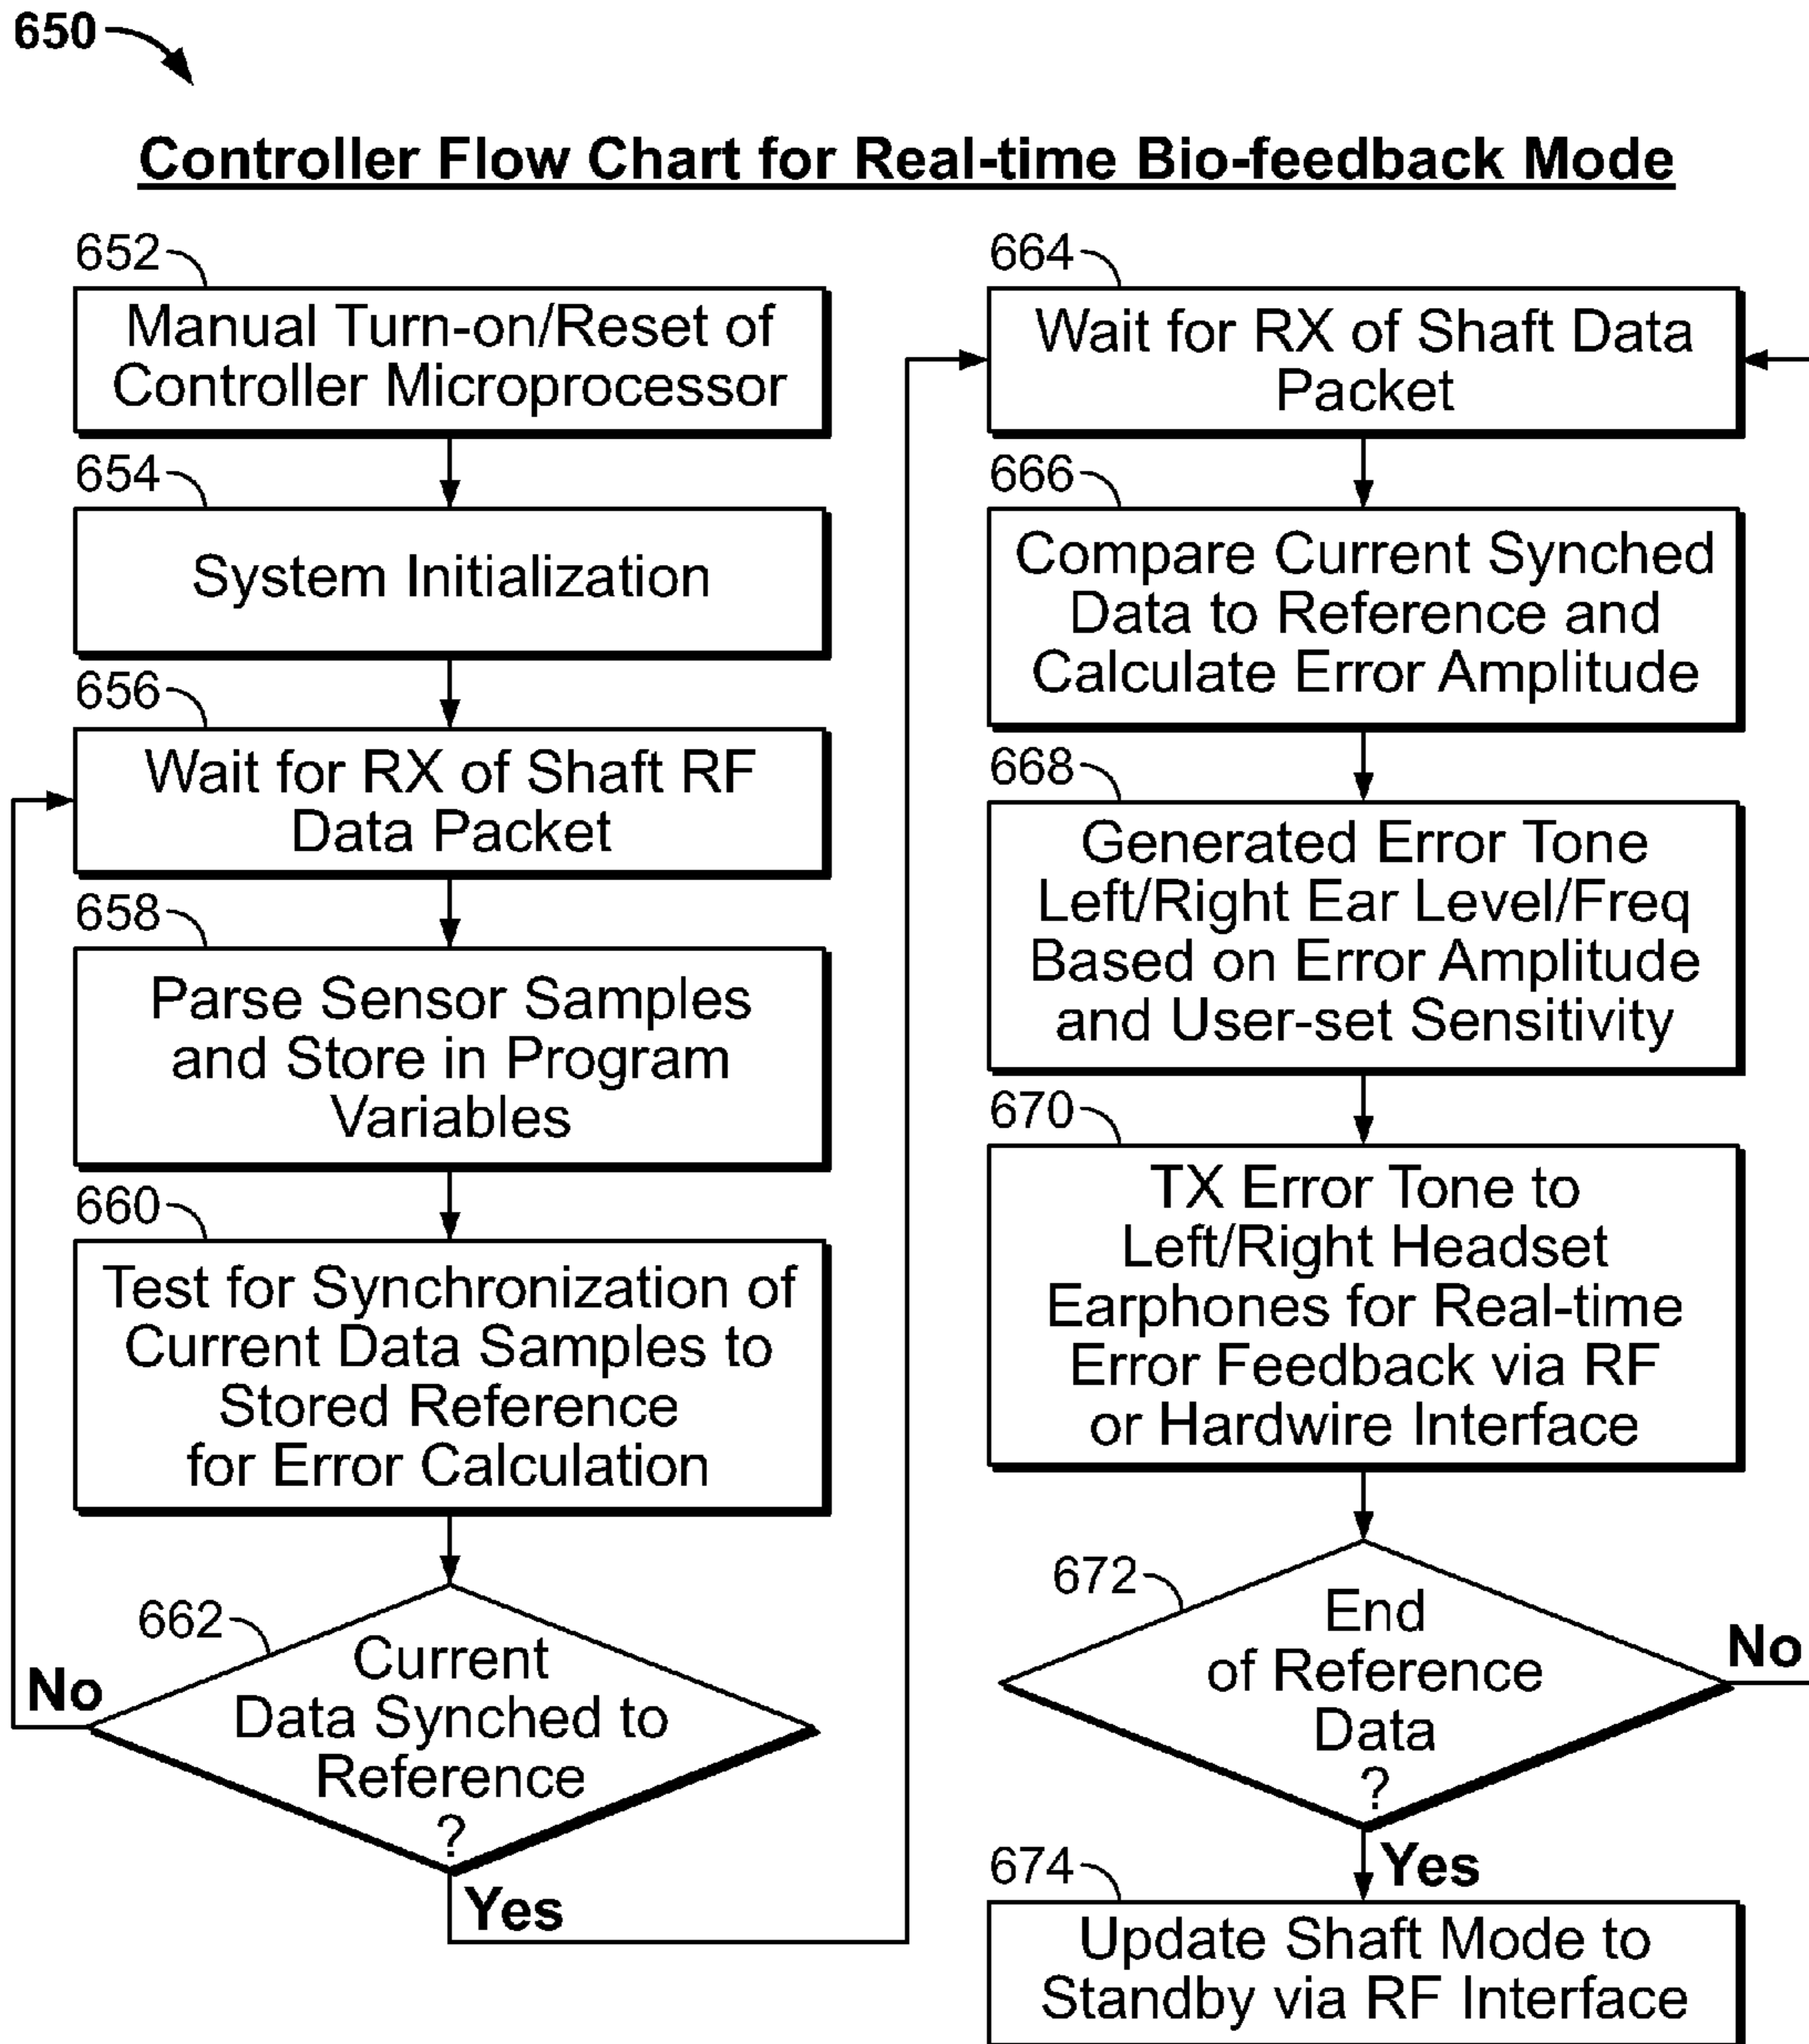 650
Controller Flow Chart for Real-time Bio-feedback Mode
652
Manual Turn-on/Reset of
Controller Microprocessor
654
System Initialization
656
Wait for RX of Shaft RF
Data Packet
658
Parse Sensor Samples
and Store in Program
Variables
660
Test for Synchronization of
Current Data Samples to
Stored Reference
for Error Calculation
662
Current
Data Synched to
Reference
?
No
Yes
664
Wait for RX of Shaft Data
Packet
666
Compare Current Synched
Data to Reference and
Calculate Error Amplitude
668
Generated Error Tone
Left/Right Ear Level/Freq
Based on Error Amplitude
and User-set Sensitivity
670
TX Error Tone to
Left/Right Headset
Earphones for Real-time
Error Feedback via RF
or Hardwire Interface
672
End
of Reference
Data
?
No
Yes
674
Update Shaft Mode to
Standby via RF Interface